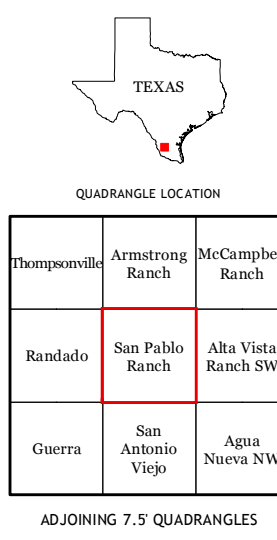 TEXAS
QUADRANGLE LOCATION
Thompsonville
Armstrong
Ranch
McCampbe
Ranch
Randado
San Pablo
Ranch
Alta Vista
Ranch SW
Guerra
San
Antonio
Viejo
Agua
Nueva NW
ADJOINING 7.5' QUADRANGLES